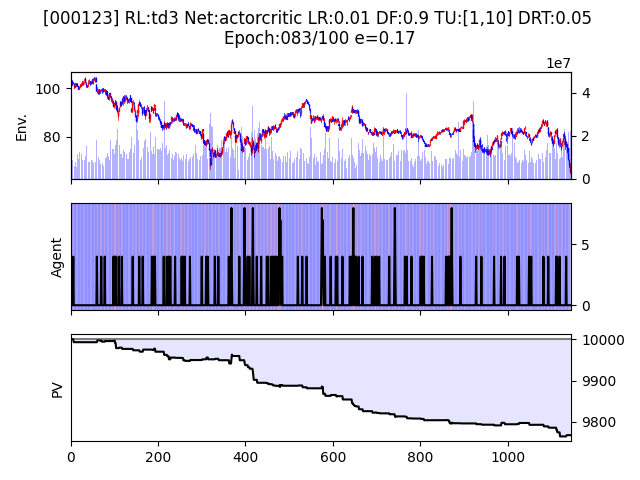 [000123] RL:td3 Net:actorcritic LR:0.01 DF:0.9 TU:[1,10] DRT:0.05
Epoch:083/100 e=0.17
1e7
100
80
Env.
4
2
0
Agent
5
0
PV
10000
9900
9800
0
200
400
600
800
1000